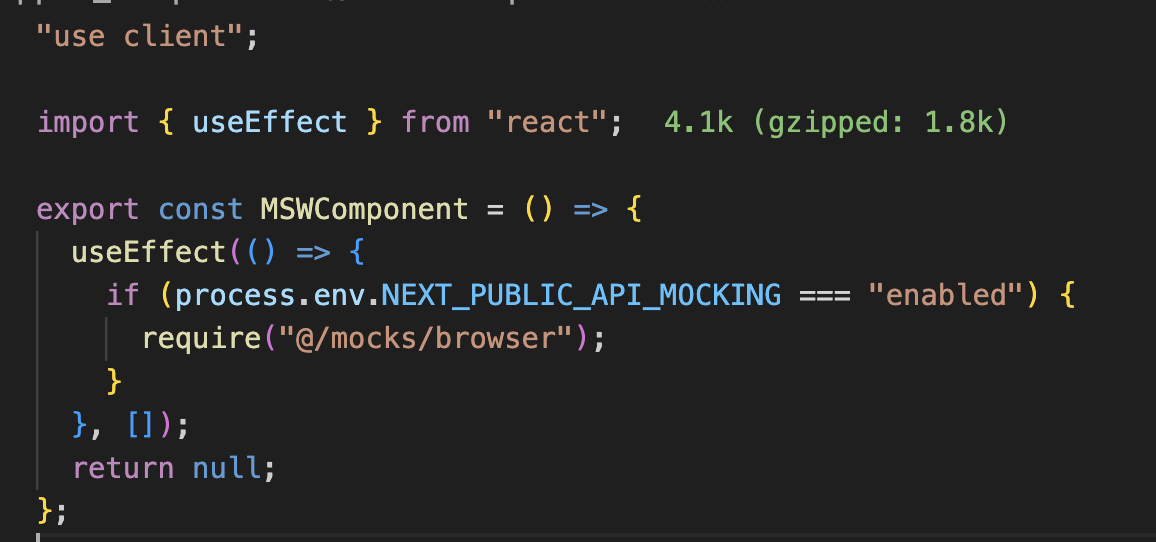 "use client";
import { useEffect } from "react"; 4.1k (gzipped: 1.8k)
export const MSWComponent = () => {
useEffect(() => {
if (process.env.NEXT_PUBLIC_API_MOCKING === "enabled") {
require("@/mocks/browser");
}
}, []);
return null;
};